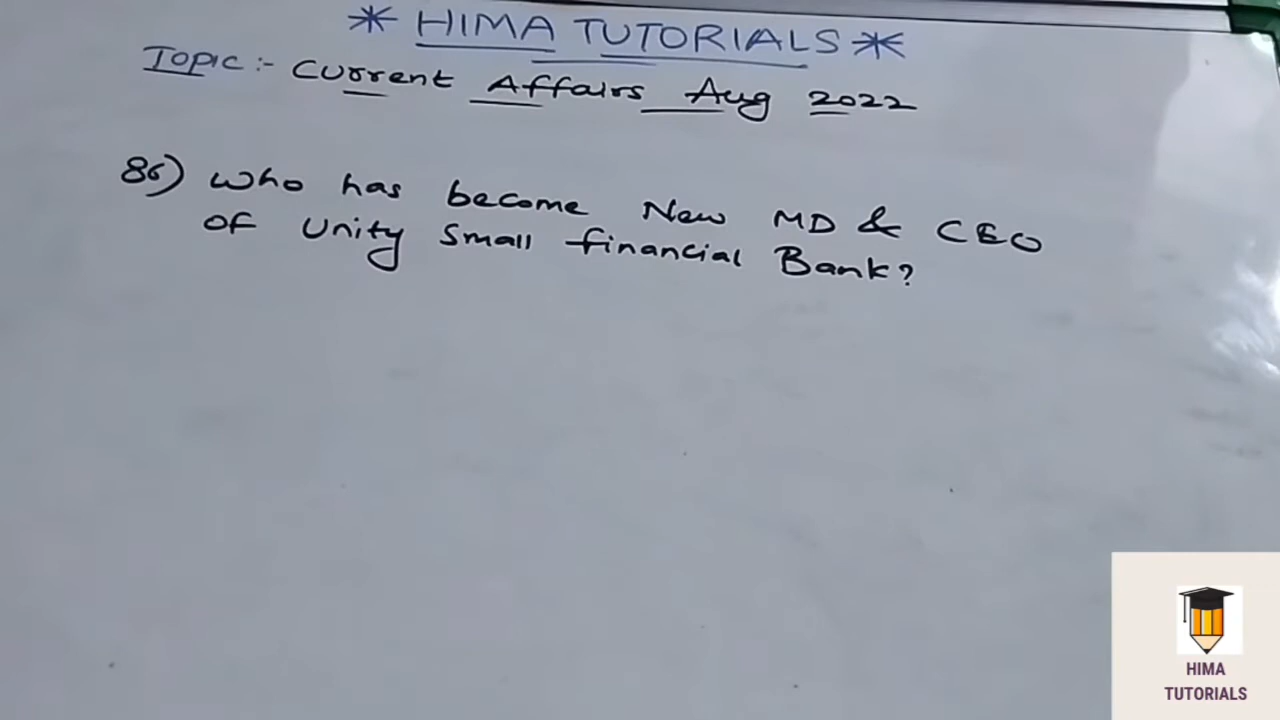 * HIMA TUTORIALS *
Topic:- Current Affairs Aug 2022
86) Who has become New MD & CEO
of Unity Small financial Bank?
HIMA
TUTORIALS